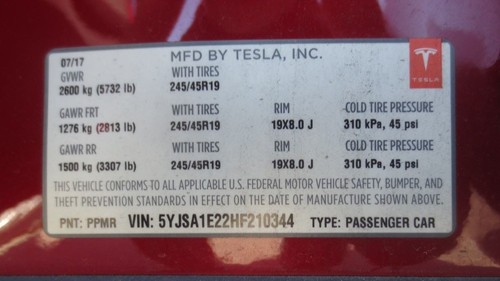 MFD BY TESLA, INC.
07/17
GVWR WITH TIRES
2600 kg (5732 lb) 245/45R19
TESLA
GAWR FRT WITH TIRES RIM COLD TIRE PRESSURE
1276 kg (2813 lb) 245/45R19 19X8.0 J 310 kPa, 45 psi
GAWR RR WITH TIRES RIM COLD TIRE PRESSURE
1500 kg (3307 lb) 245/45R19 19X8.0 J 310 kPa, 45 psi
THIS VEHICLE CONFORMS TO ALL APPLICABLE U.S. FEDERAL MOTOR VEHICLE SAFETY, BUMPER, AND
THEFT PREVENTION STANDARDS IN EFFECT ON THE DATE OF MANUFACTURE SHOWN ABOVE.
PNT: PPMR VIN: 5YJSA1E22HF210344 TYPE: PASSENGER CAR